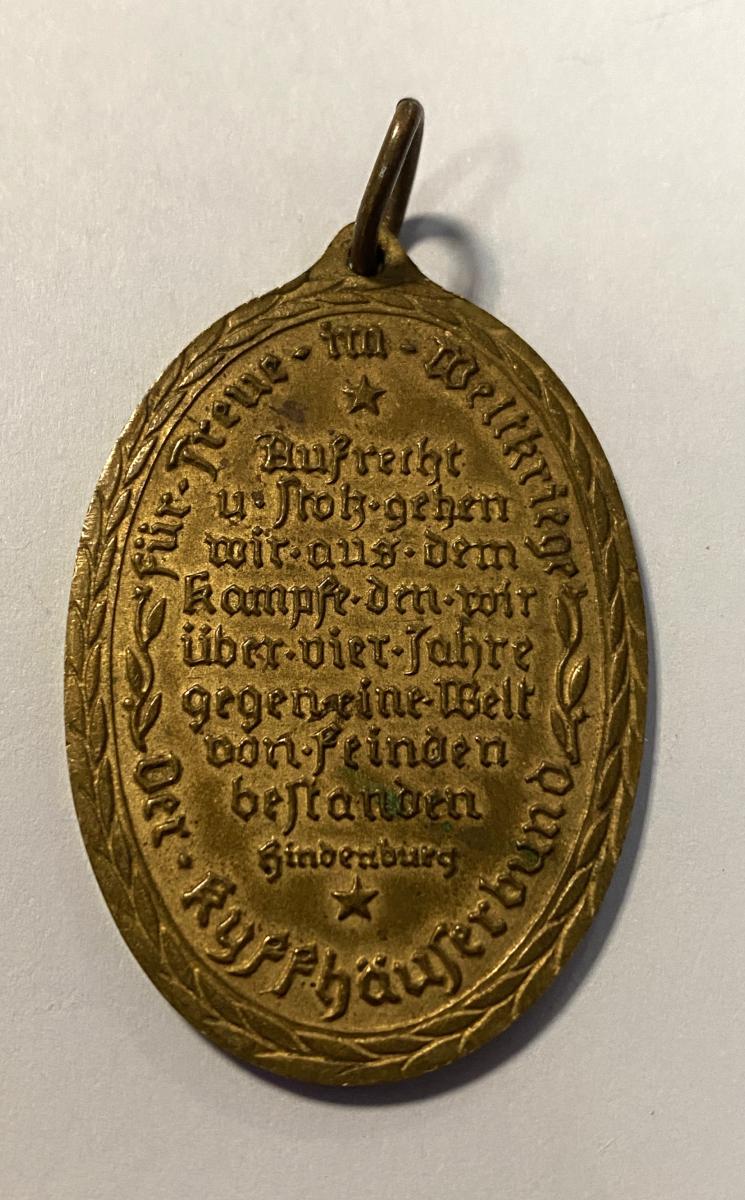 Für · Treue · im · Weltkriege
Aufrecht
u · stolz · gehen
wir · aus · dem
Kampfe · den · wir
über · vier · Jahre
gegen · eine · Welt
von · Feinden
bestanden
Hindenburg
Der · Kyffhäuserbund